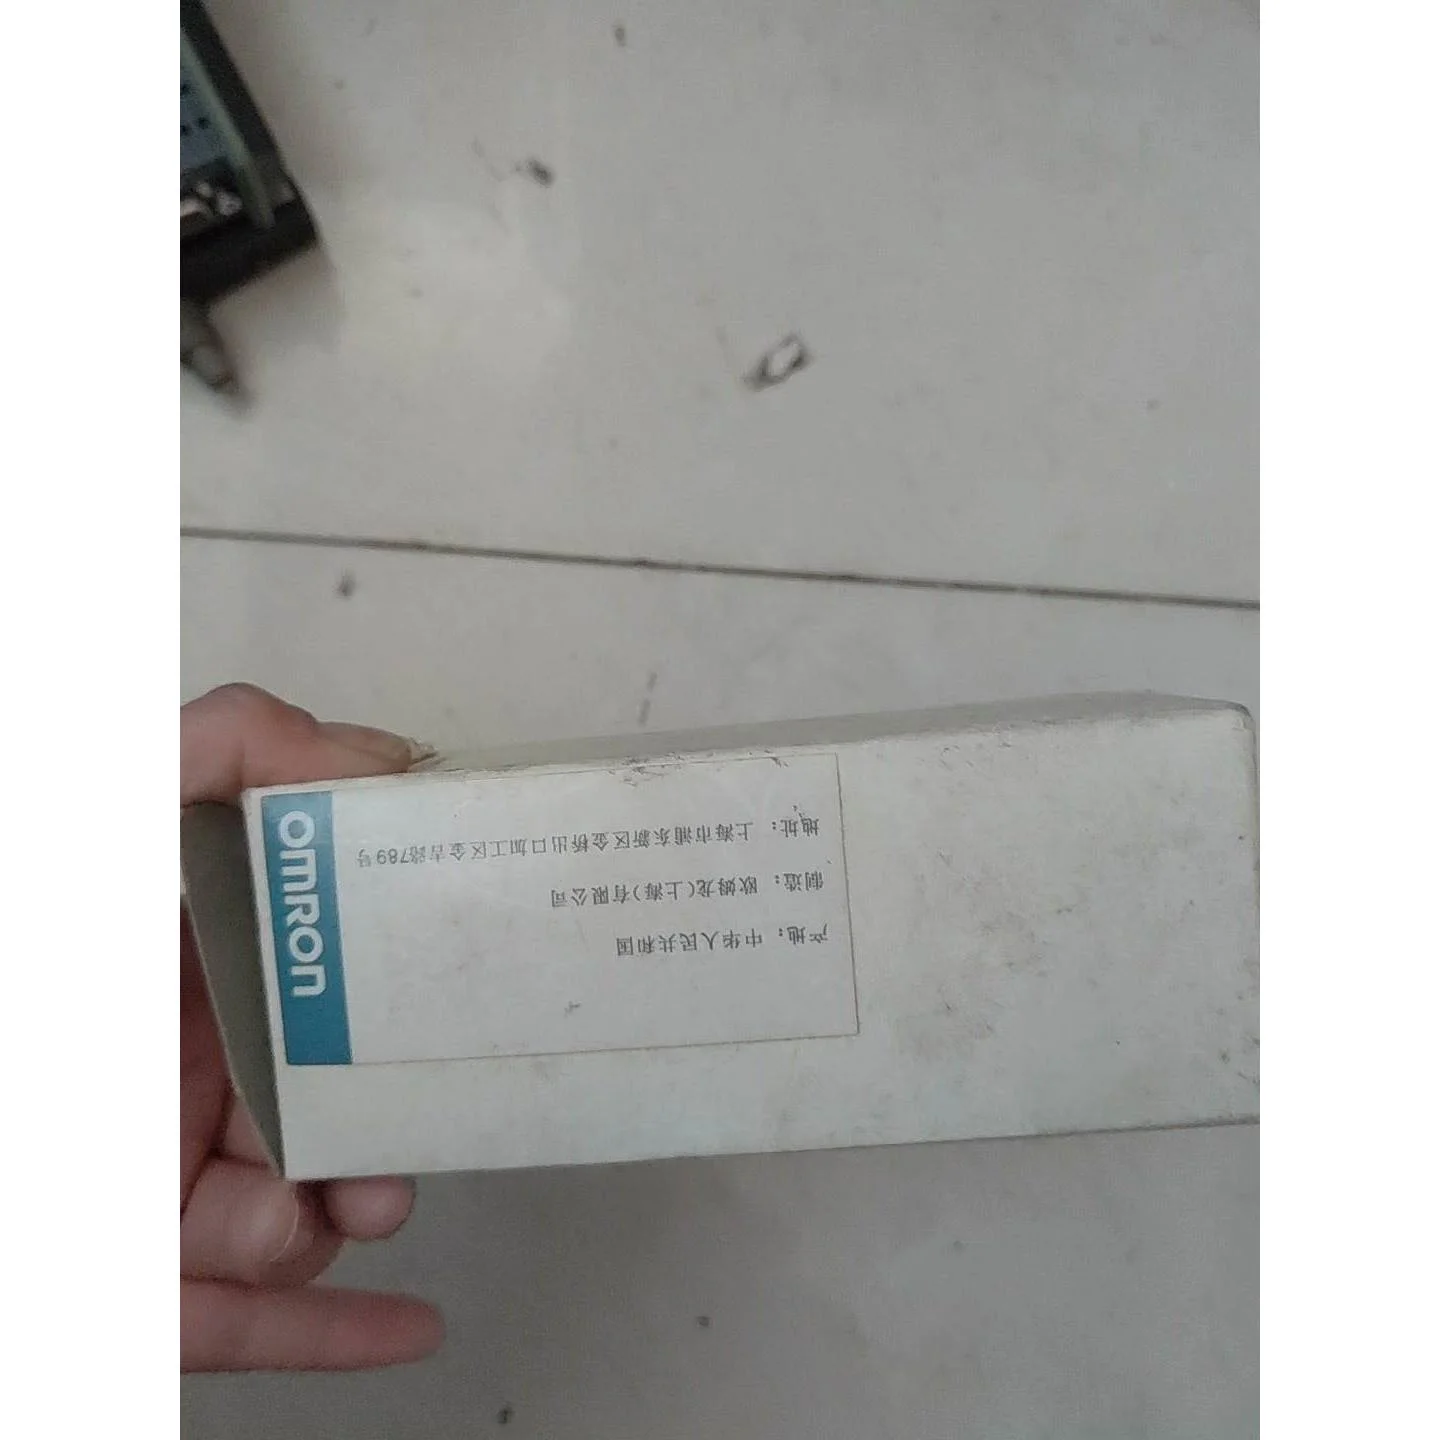 OMRON
产地：中华人民共和国
制造：欧姆龙(上海)有限公司
地址：上海市浦东新区金桥出口加工区金吉路789号